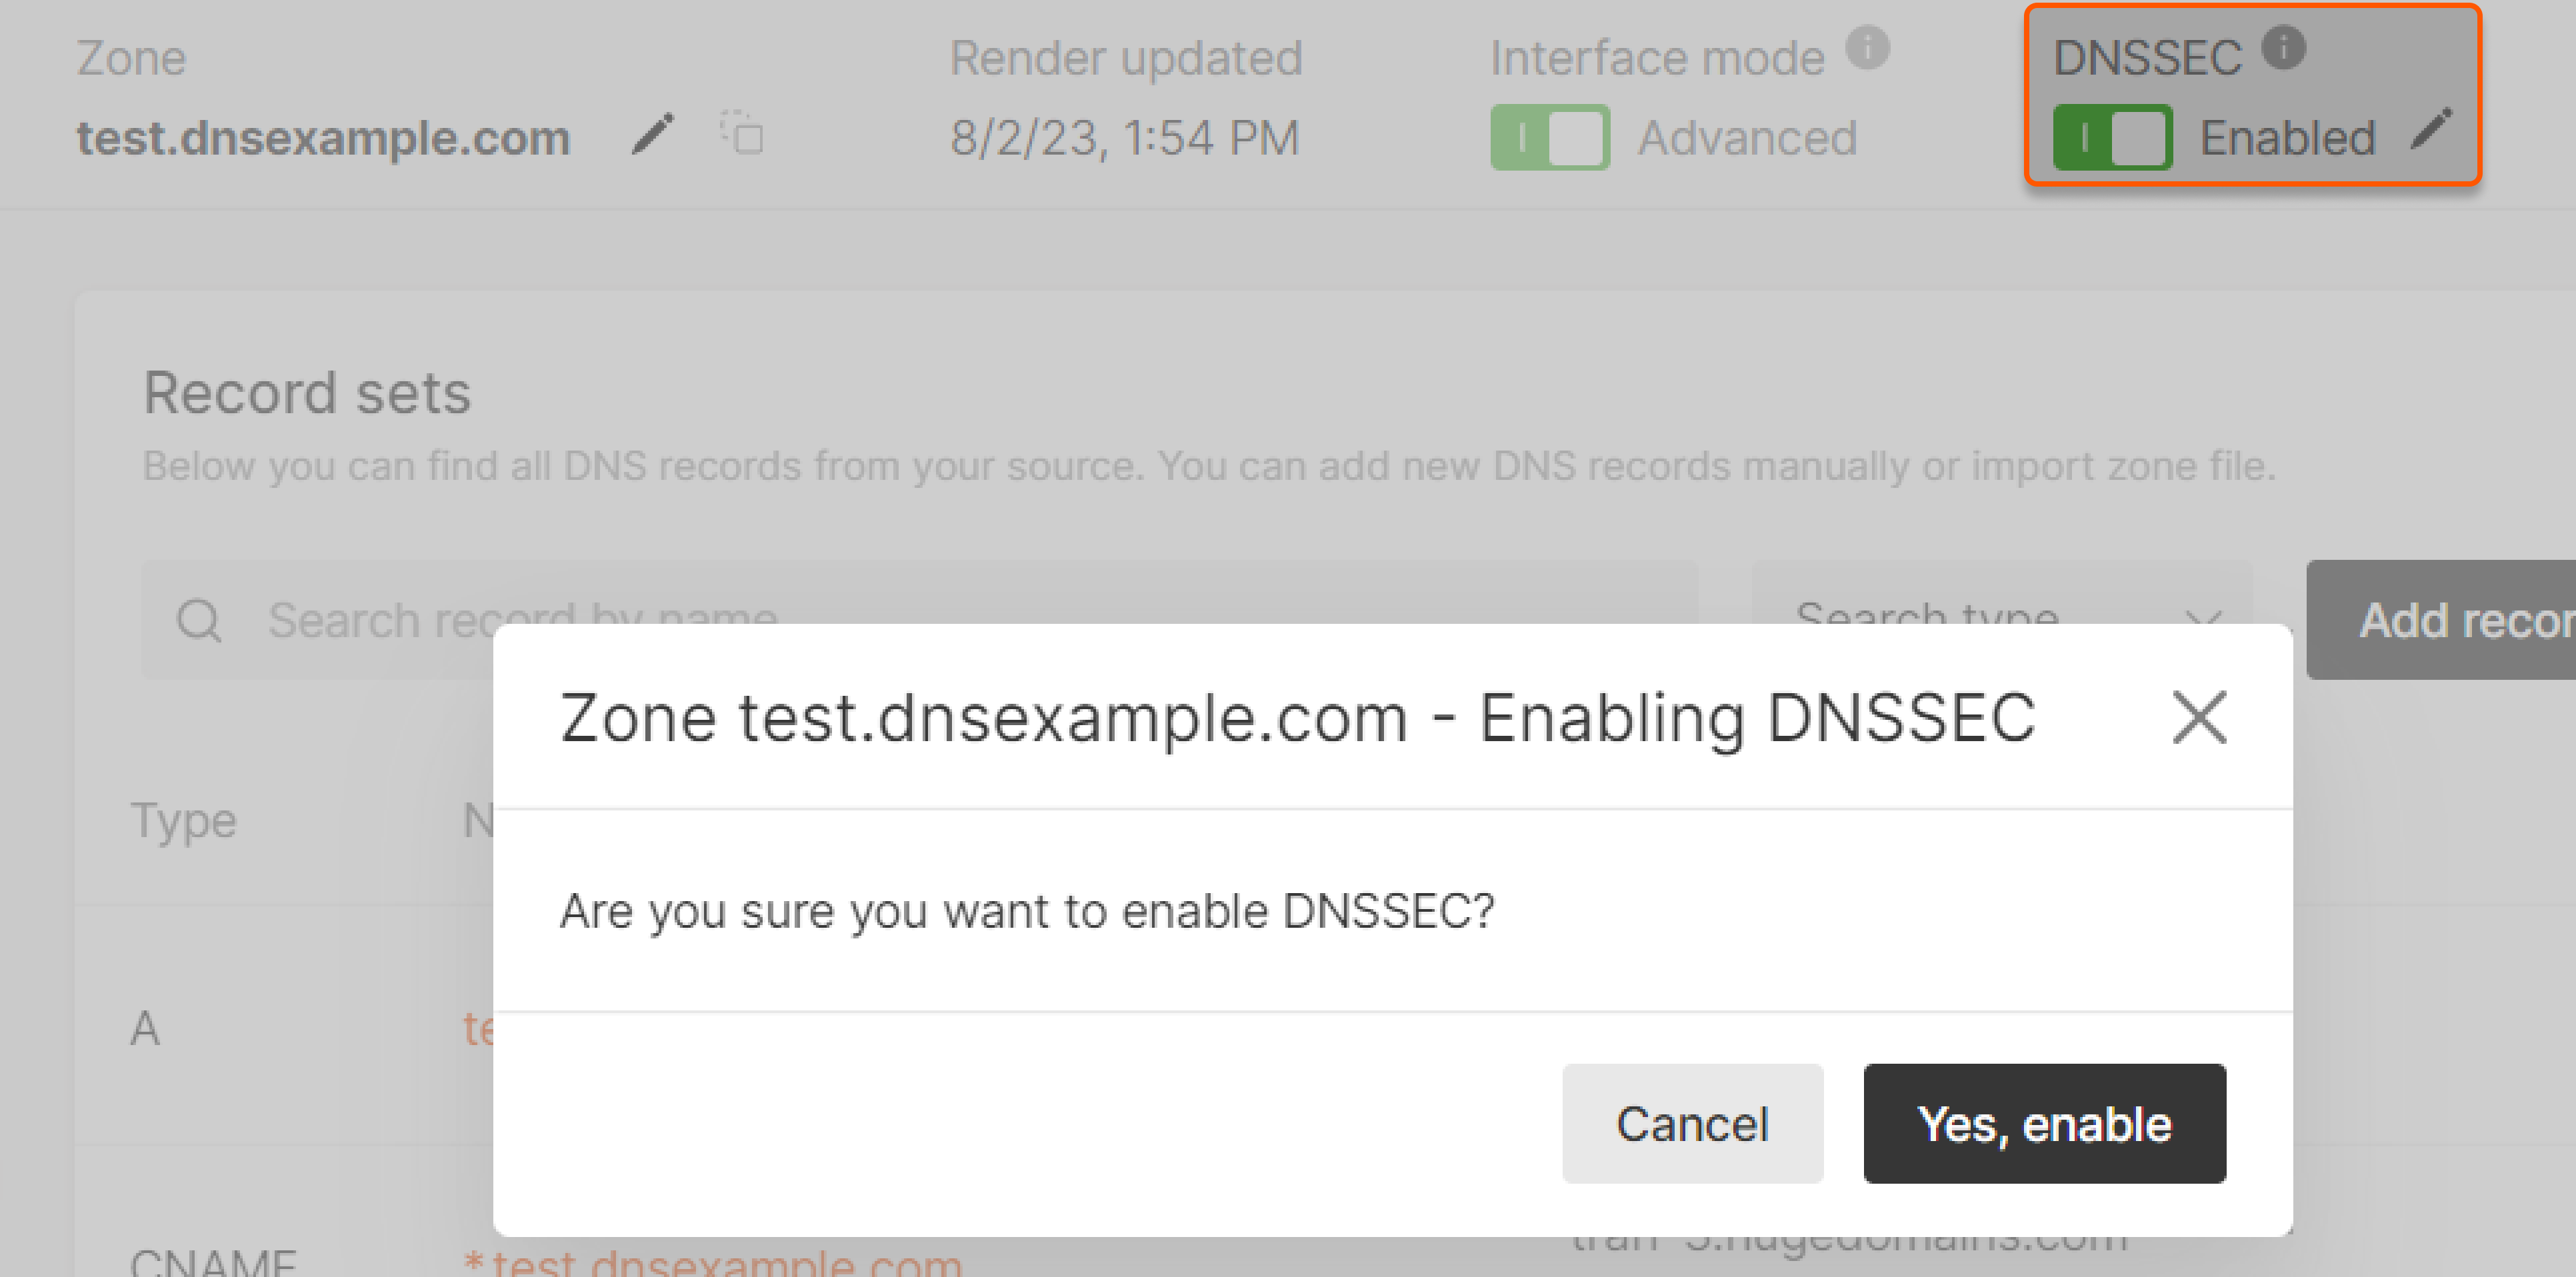 Zone
Render updated
Interface mode
DNSSEC
test.dnsexample.com
8/2/23, 1:54 PM
Advanced
Enabled
Record sets
Below you can find all DNS records from your source. You can add new DNS records manually or import zone file.
Search record by name
Search type
Add recor
Zone test.dnsexample.com - Enabling DNSSEC
Type
N
Are you sure you want to enable DNSSEC?
A
te
Cancel
Yes, enable
CNAME
*.test.dnsexample.com